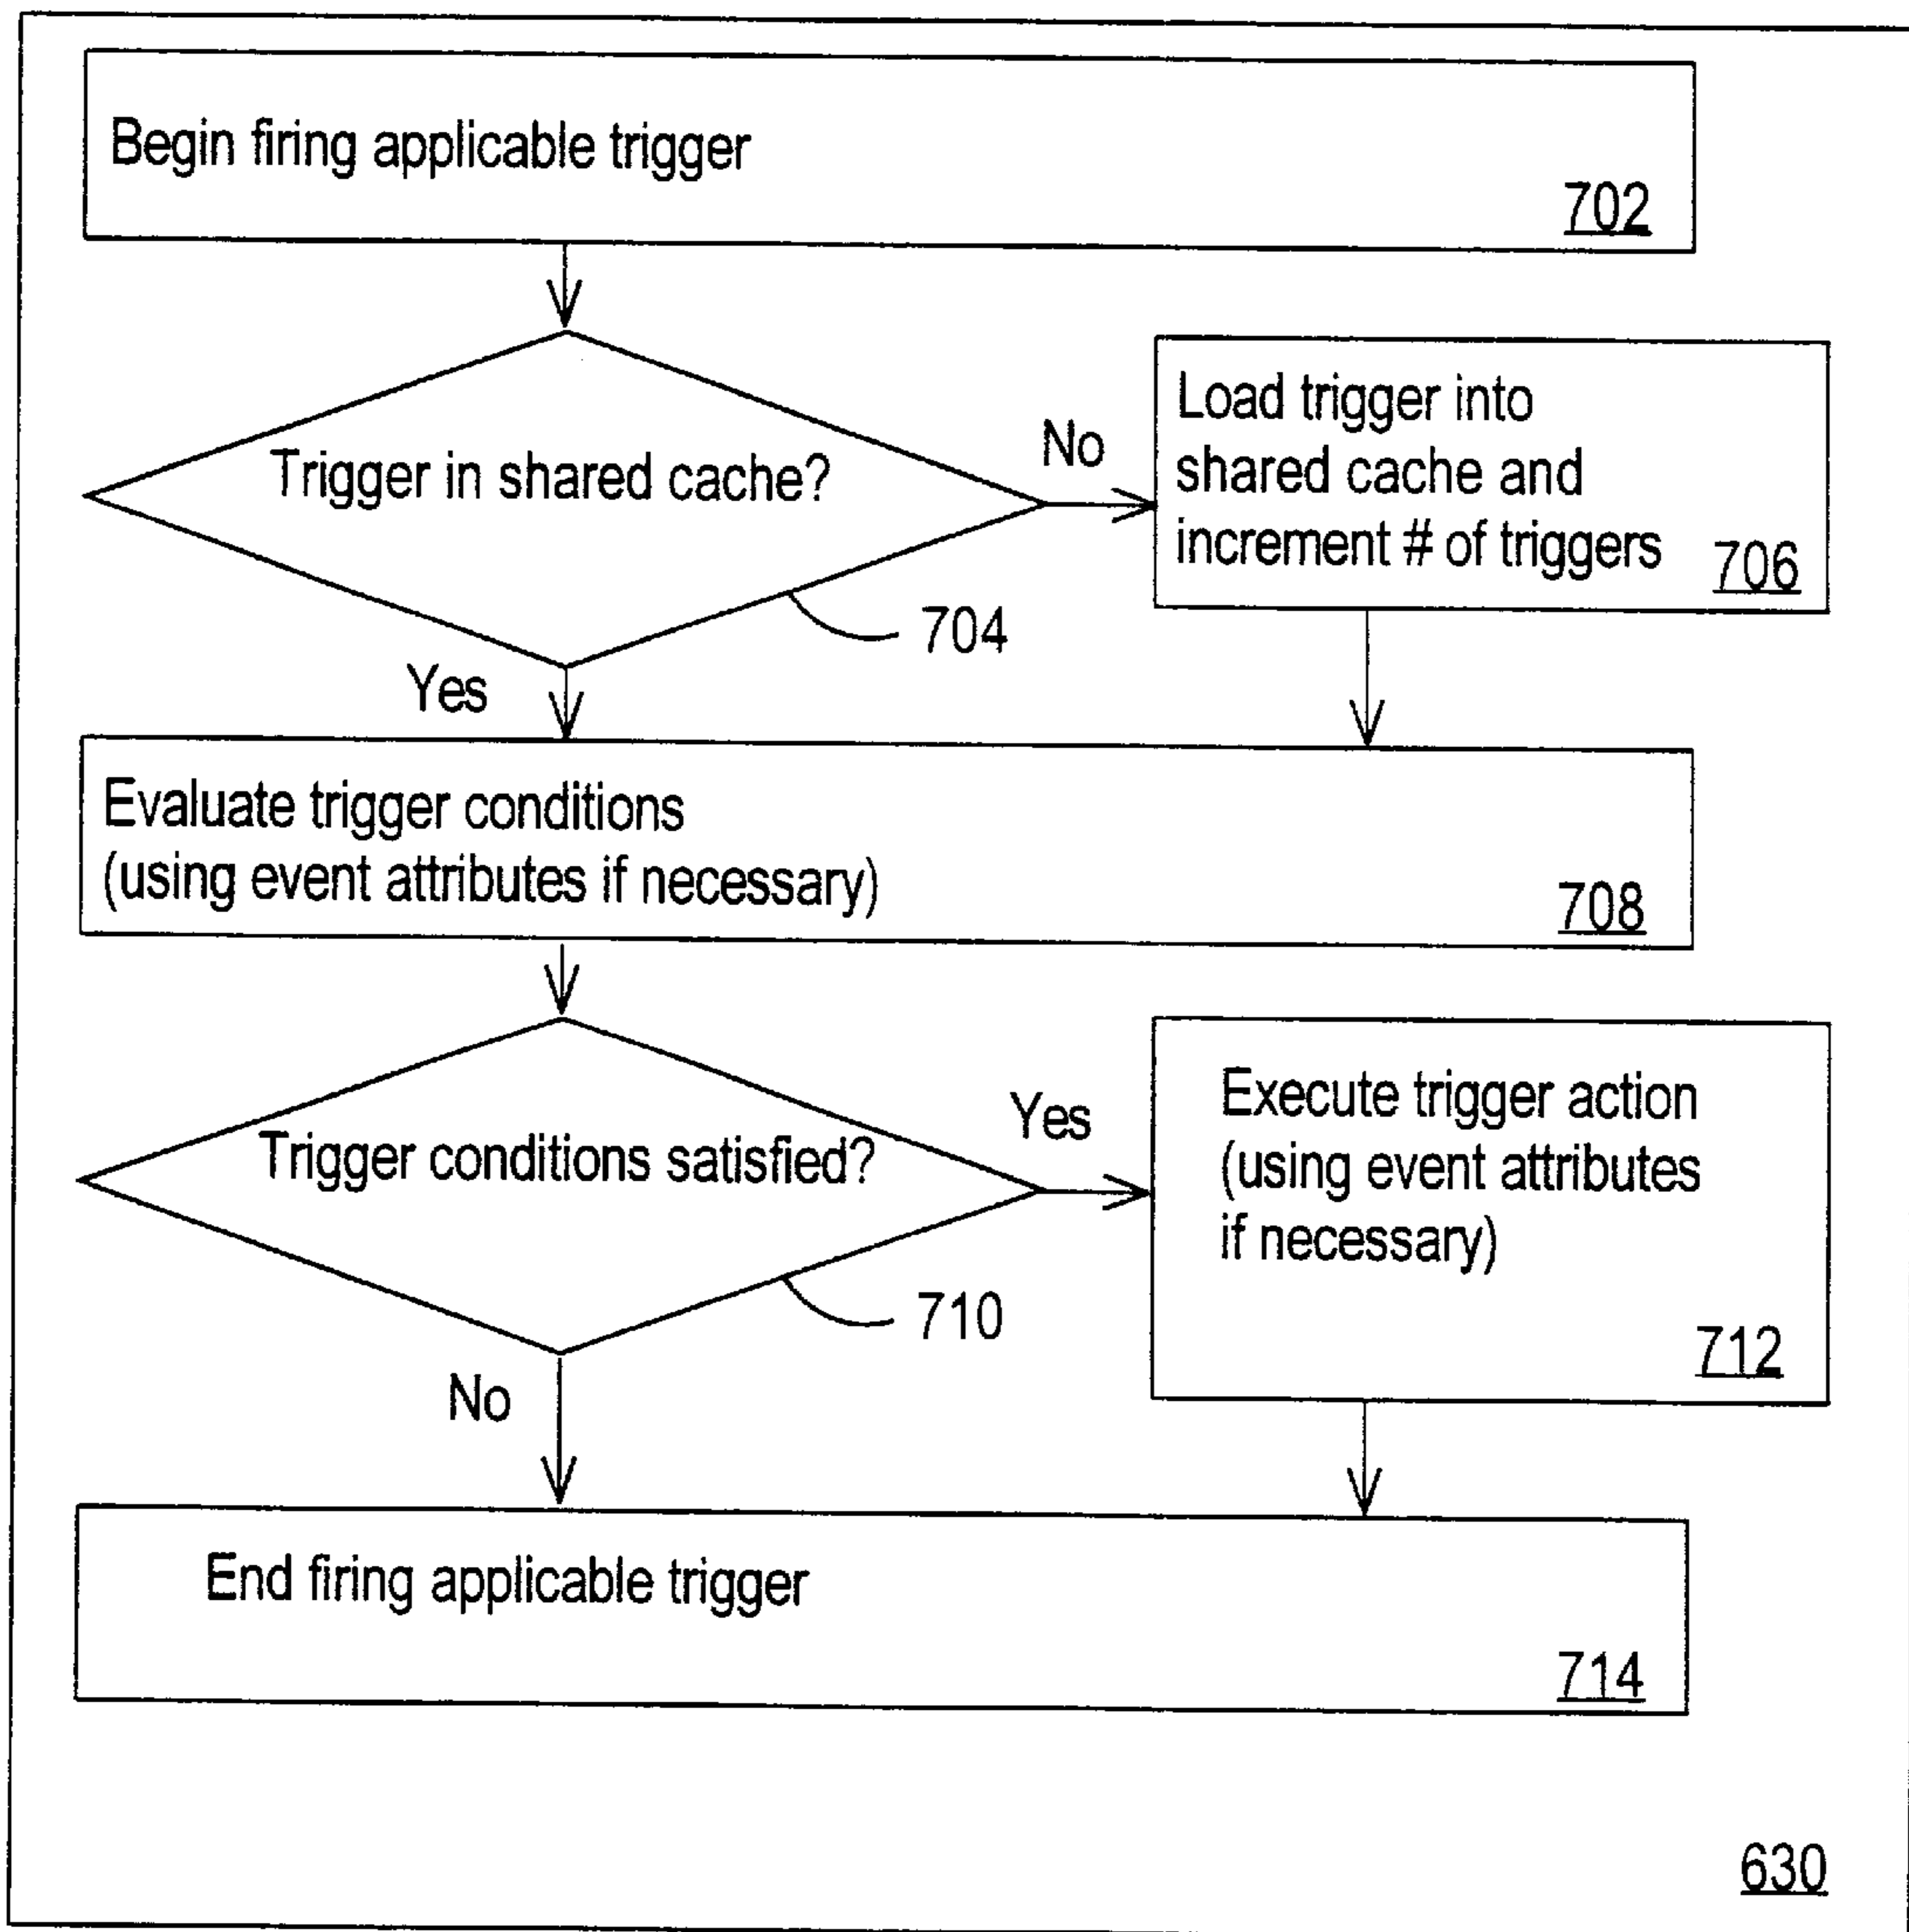 Begin firing applicable trigger
702
Trigger in shared cache?
No
Load trigger into
shared cache and
increment # of triggers
706
704
Yes
Evaluate trigger conditions
(using event attributes if necessary)
708
Trigger conditions satisfied?
Yes
Execute trigger action
(using event attributes
if necessary)
712
710
No
End firing applicable trigger
714
630